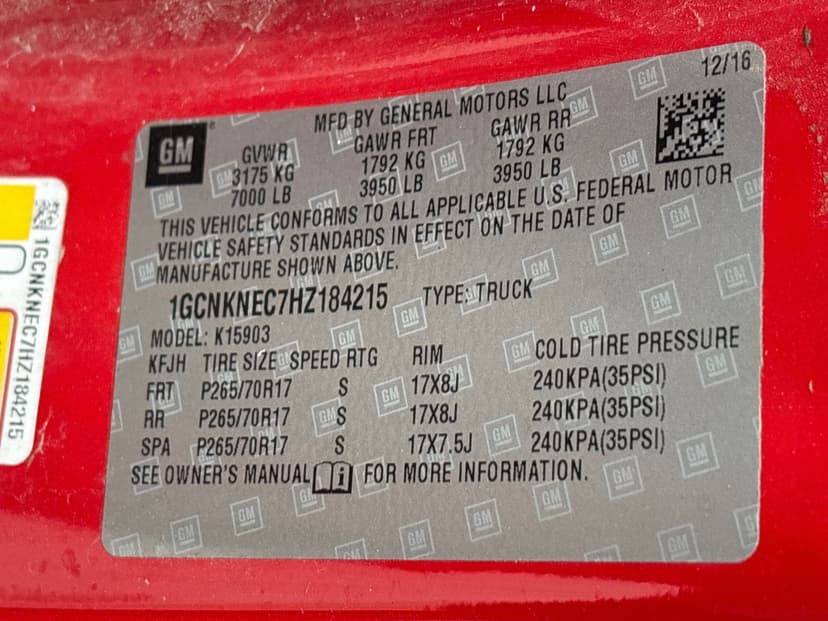 12/16
MFD BY GENERAL MOTORS LLC
GM
GVWR GAWR FRT GAWR RR
3175 KG 1792 KG 1792 KG
7000 LB 3950 LB 3950 LB
THIS VEHICLE CONFORMS TO ALL APPLICABLE U.S. FEDERAL MOTOR
VEHICLE SAFETY STANDARDS IN EFFECT ON THE DATE OF
MANUFACTURE SHOWN ABOVE.
1GCNKNEC7HZ184215 TYPE: TRUCK
MODEL: K15903
KFJH TIRE SIZE SPEED RTG RIM COLD TIRE PRESSURE
FRT P265/70R17 S 17X8J 240KPA(35PSI)
RR P265/70R17 S 17X8J 240KPA(35PSI)
SPA P265/70R17 S 17X7.5J 240KPA(35PSI)
SEE OWNER'S MANUAL i FOR MORE INFORMATION.
1GCNKNEC7HZ184215